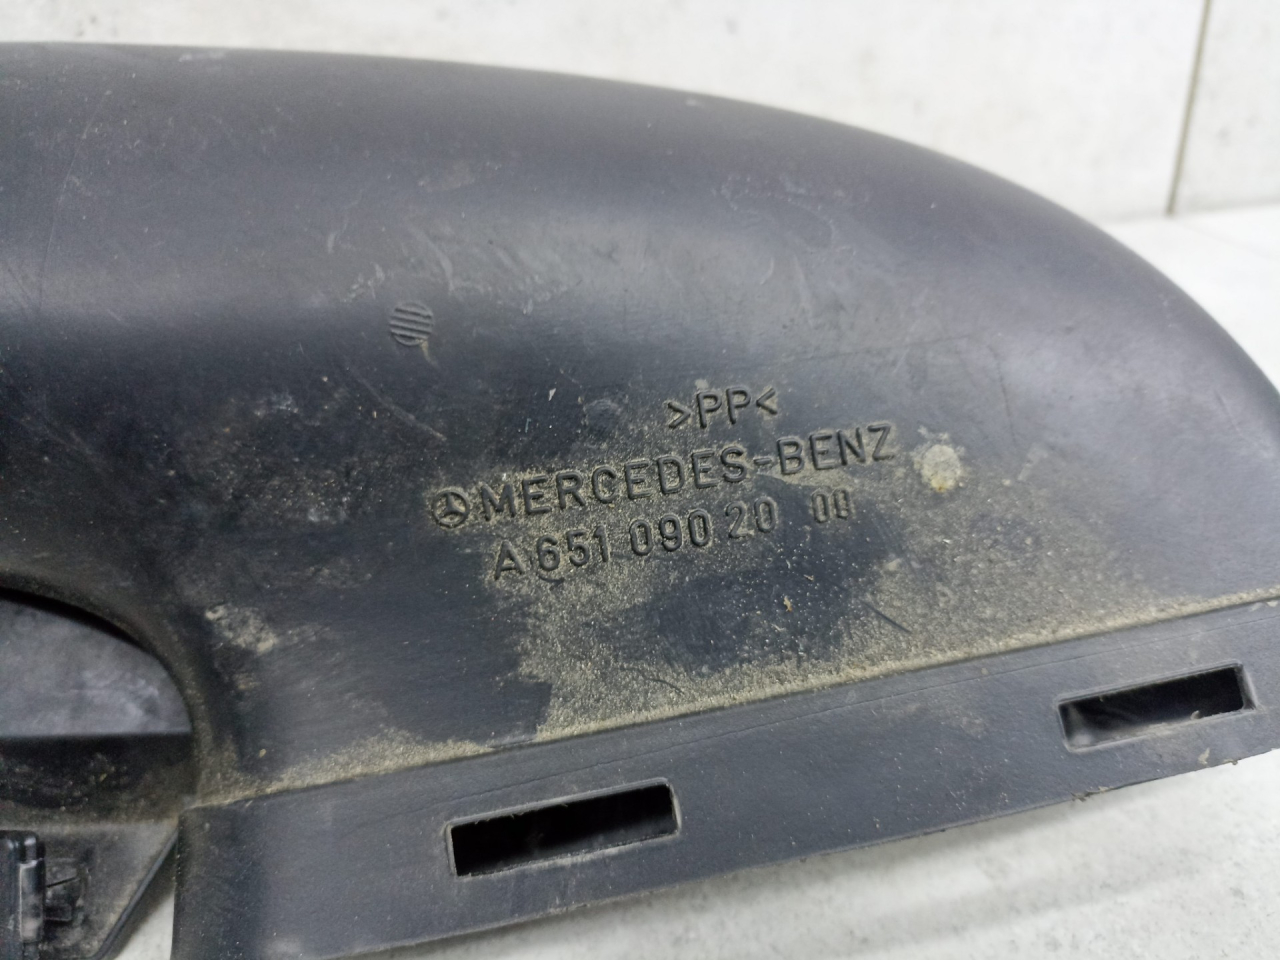 >PP<
MERCEDES-BENZ
A 651 090 20 00